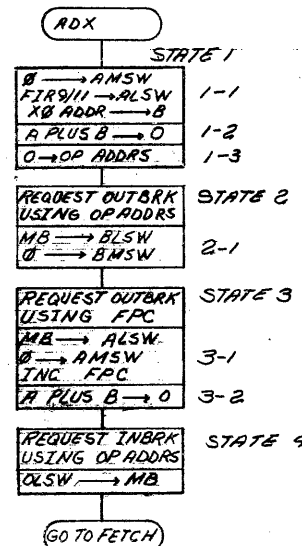 ADX
STATE 1
Ø → AMSW
FIR9/11 → ALSW
XØ ADDR → B
1-1
A PLUS B → O
1-2
O → OP ADDRS
1-3
REQUEST OUTBRK
USING OP ADDRS
STATE 2
MB → BLSW
Ø → BMSW
2-1
REQUEST OUTBRK
USING FPC
STATE 3
MB → ALSW
Ø → AMSW
INC FPC
3-1
A PLUS B → O
3-2
REQUEST INBRK
USING OP ADDRS
STATE 4
OLSW → MB
GO TO FETCH